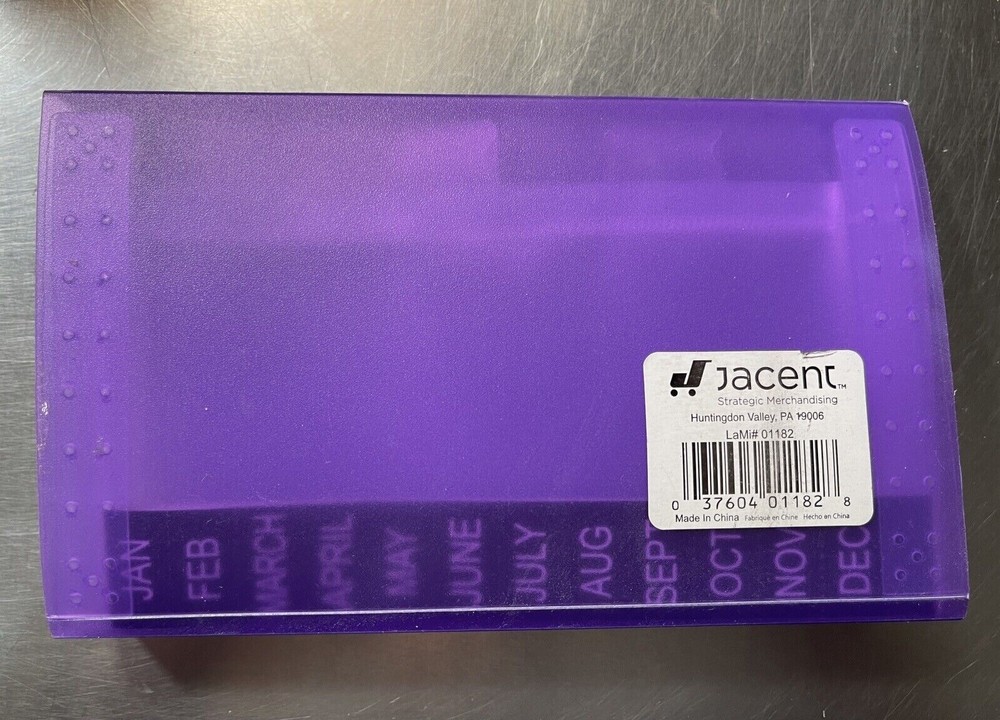 Jacent™
Strategic Merchandising
Huntingdon Valley, PA 19006
LaMi# 01182
0 37604 01182 8
Made In China Fabriqué en Chine Hecho en China
JAN
FEB
MARCH
APRIL
MAY
JUNE
JULY
AUG
SEPT
OCT
NOV
DEC